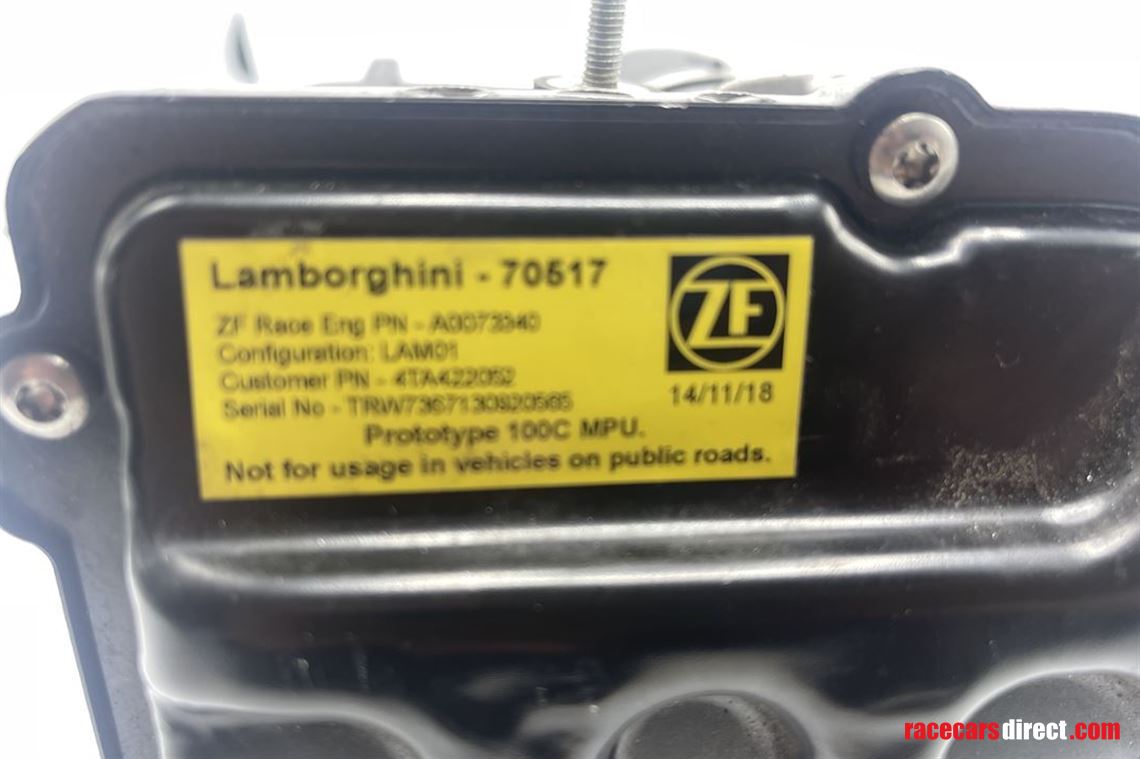 Lamborghini - 70517
ZF Race Eng PN - A0073340
Configuration: LAM01
Customer PN - 4TA422052
Serial No - TRW7367130820565
Prototype 100C MPU.
Not for usage in vehicles on public roads.
ZF
14/11/18
racecarsdirect.com